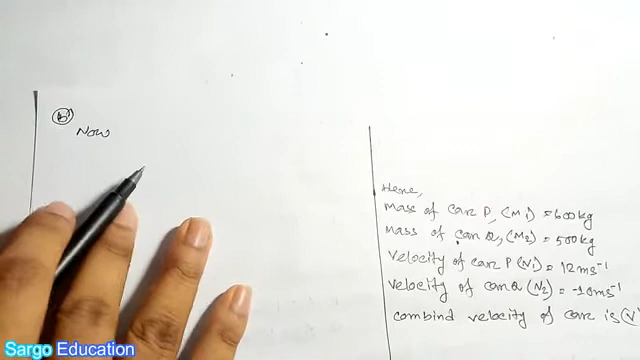 b
Now
Here,
Mass of car P, (M₁) = 600kg
Mass of car Q, (M₂) = 500kg
velocity of car P (V₁) = 12ms⁻¹
velocity of car Q (V₂) = -10ms⁻¹
combind velocity of car is (V
Sargo Education